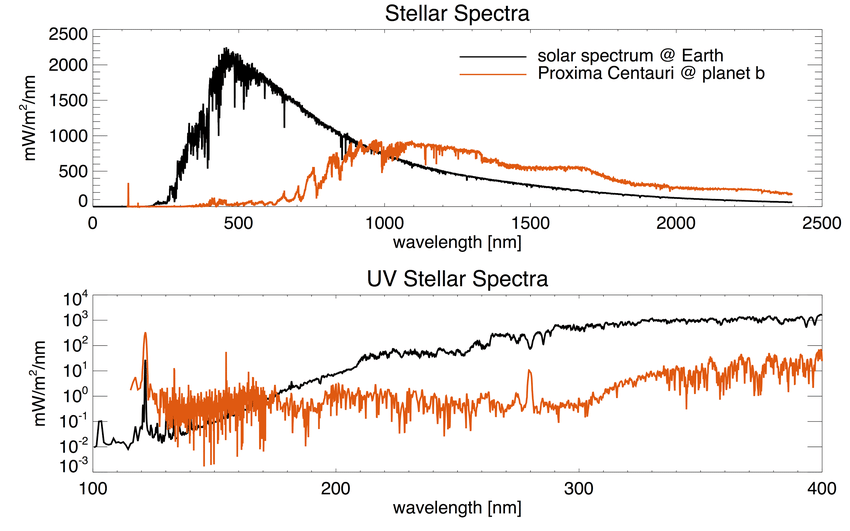 Stellar Spectra
2500
2000
1500
1000
500
0
mW/m²/nm
solar spectrum @ Earth
Proxima Centauri @ planet b
0 500 1000 1500 2000 2500
wavelength [nm]
UV Stellar Spectra
10⁴
10³
10²
10¹
10⁰
10⁻¹
10⁻²
10⁻³
mW/m²/nm
100 200 300 400
wavelength [nm]